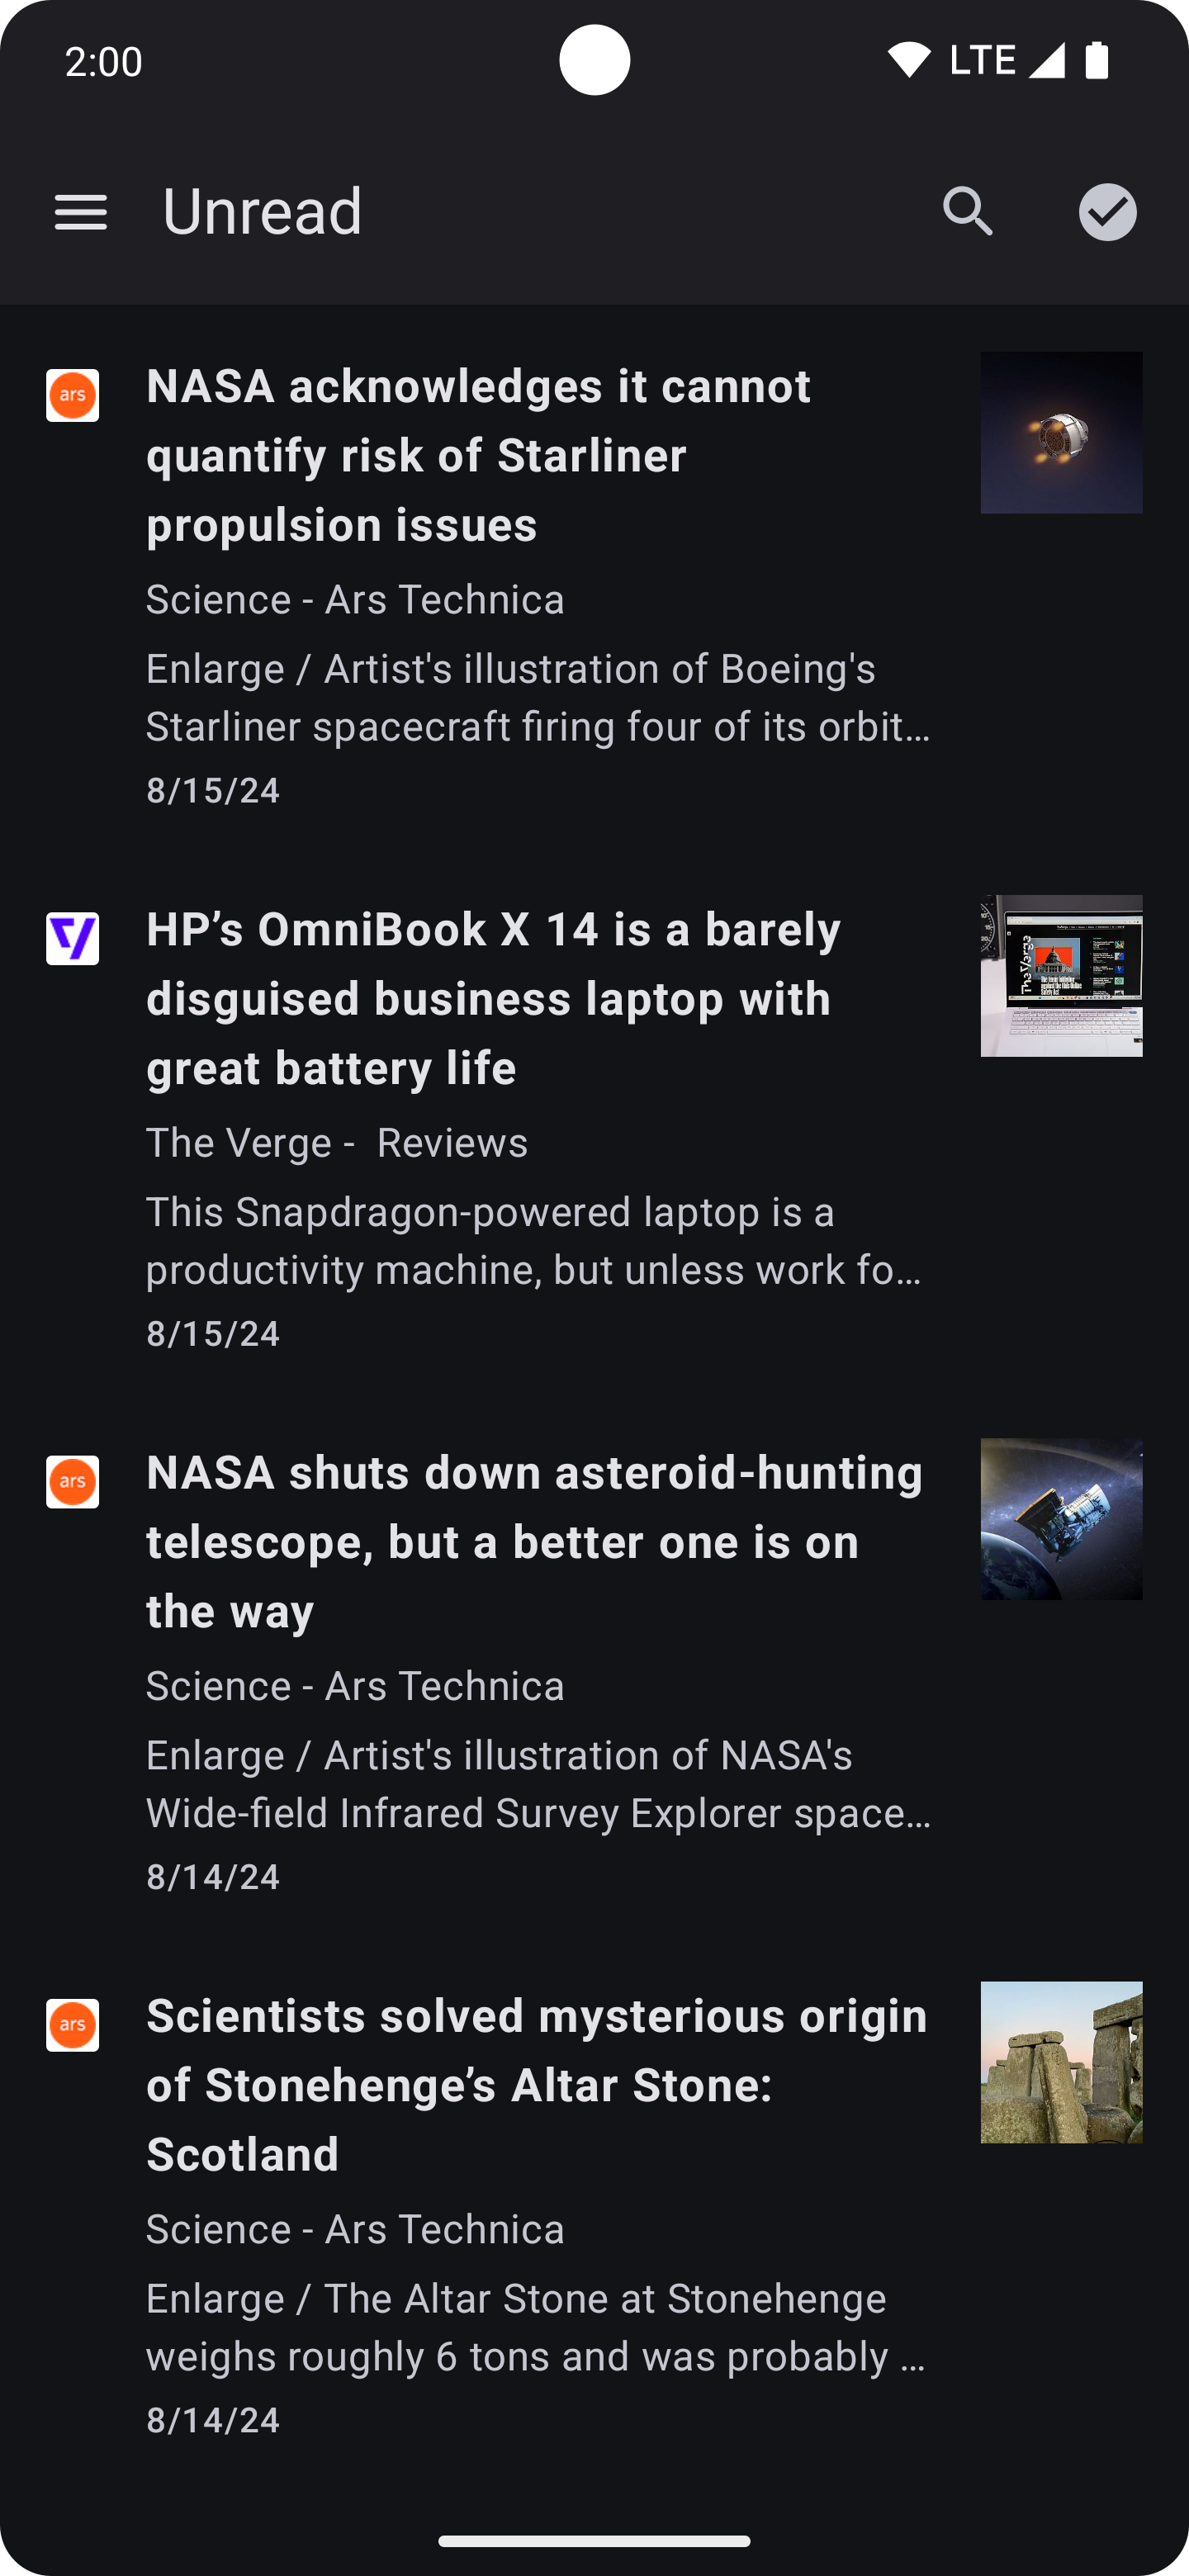 2:00
LTE
Unread
ars
NASA acknowledges it cannot
quantify risk of Starliner
propulsion issues
Science - Ars Technica
Enlarge / Artist's illustration of Boeing's
Starliner spacecraft firing four of its orbit…
8/15/24
HP’s OmniBook X 14 is a barely
disguised business laptop with
great battery life
The Verge -  Reviews
This Snapdragon-powered laptop is a
productivity machine, but unless work fo…
8/15/24
TheVerge
ars
NASA shuts down asteroid-hunting
telescope, but a better one is on
the way
Science - Ars Technica
Enlarge / Artist's illustration of NASA's
Wide-field Infrared Survey Explorer space…
8/14/24
ars
Scientists solved mysterious origin
of Stonehenge’s Altar Stone:
Scotland
Science - Ars Technica
Enlarge / The Altar Stone at Stonehenge
weighs roughly 6 tons and was probably …
8/14/24